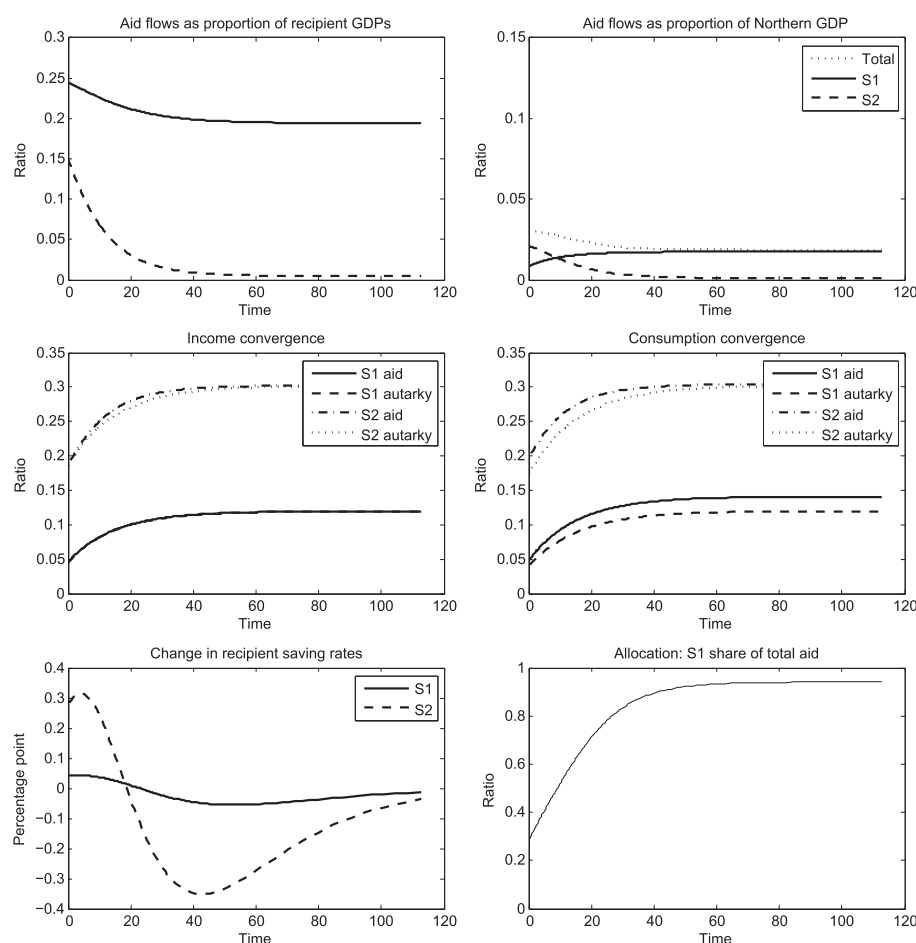 Aid flows as proportion of recipient GDPs
0.3
0.25
0.2
0.15
0.1
0.05
0
Ratio
0 20 40 60 80 100 120
Time
Aid flows as proportion of Northern GDP
0.15
0.1
0.05
0
Ratio
Total
S1
S2
0 20 40 60 80 100 120
Time
Income convergence
0.35
0.3
0.25
0.2
0.15
0.1
0.05
0
Ratio
S1 aid
S1 autarky
S2 aid
S2 autarky
0 20 40 60 80 100 120
Time
Consumption convergence
0.35
0.3
0.25
0.2
0.15
0.1
0.05
0
Ratio
S1 aid
S1 autarky
S2 aid
S2 autarky
0 20 40 60 80 100 120
Time
Change in recipient saving rates
0.4
0.3
0.2
0.1
0
−0.1
−0.2
−0.3
−0.4
Percentage point
S1
S2
0 20 40 60 80 100 120
Time
Allocation: S1 share of total aid
1
0.8
0.6
0.4
0.2
0
Ratio
0 20 40 60 80 100 120
Time